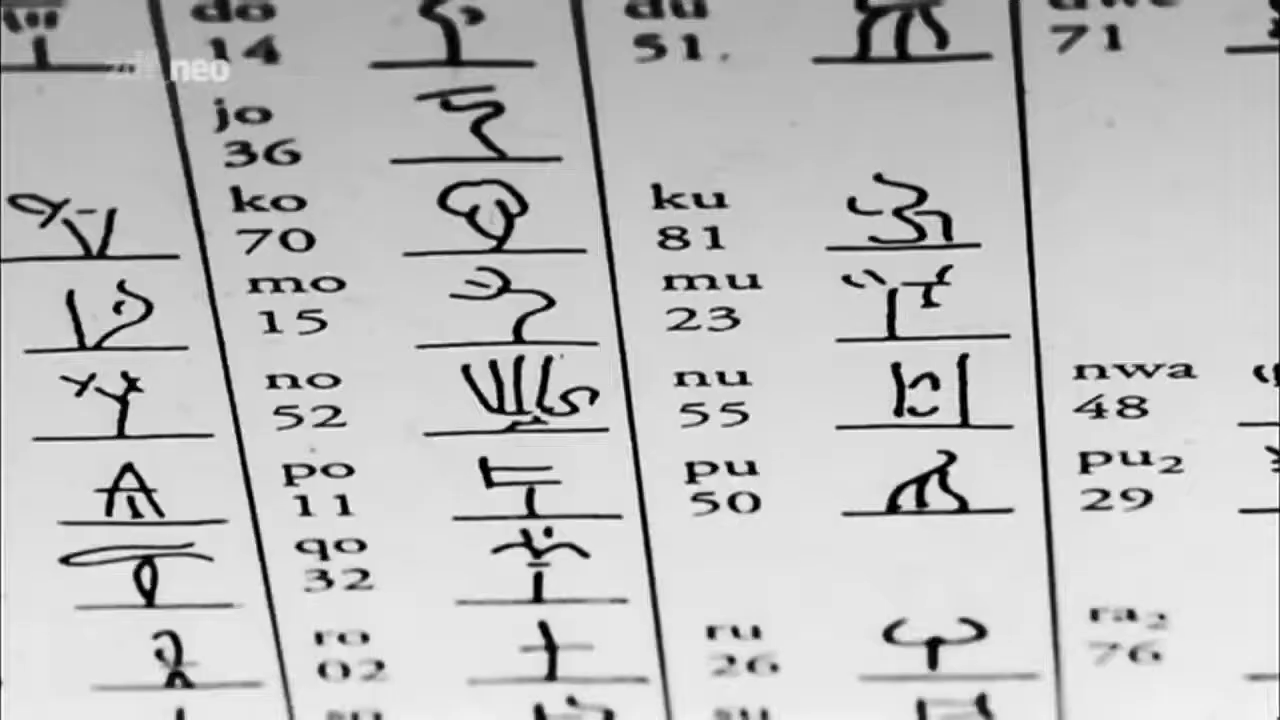 zdf_neo
𐀇 do 𐀈 du 𐀉
14 51. 71
jo 𐀍
36
𐀑 ko 𐀒 ku 𐀓
70 81
𐀖 mo 𐀗 mu 𐀘
15 23
𐀛 no 𐀜 nu 𐀝 nwa
52 55 48
𐀠 po 𐀡 pu 𐀢 pu₂
11 50 29
𐀥 qo 𐀦
32
𐀪 ro 𐀫 ru 𐀬 ra₂
02 26 76